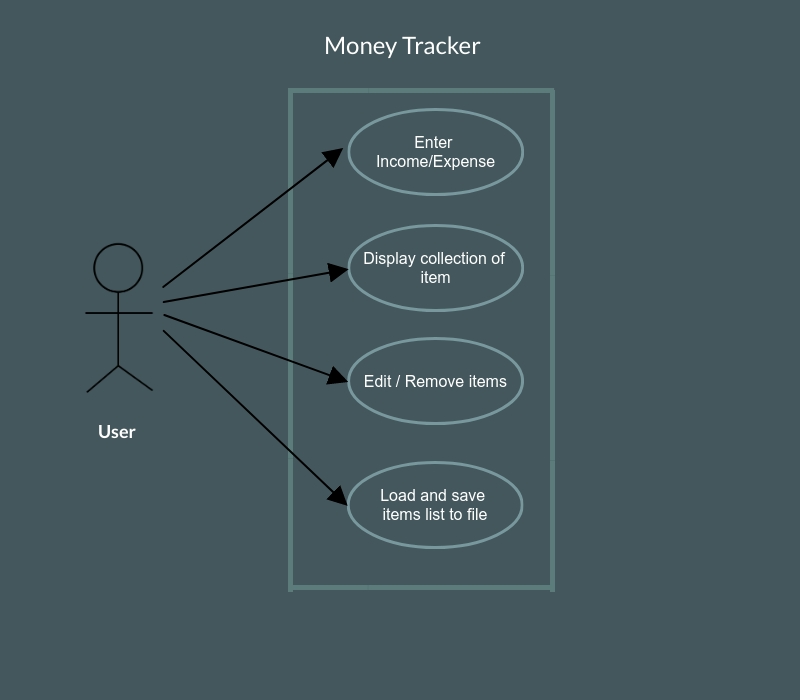 Money Tracker
Enter
Income/Expense
Display collection of
item
Edit / Remove items
User
Load and save
items list to file